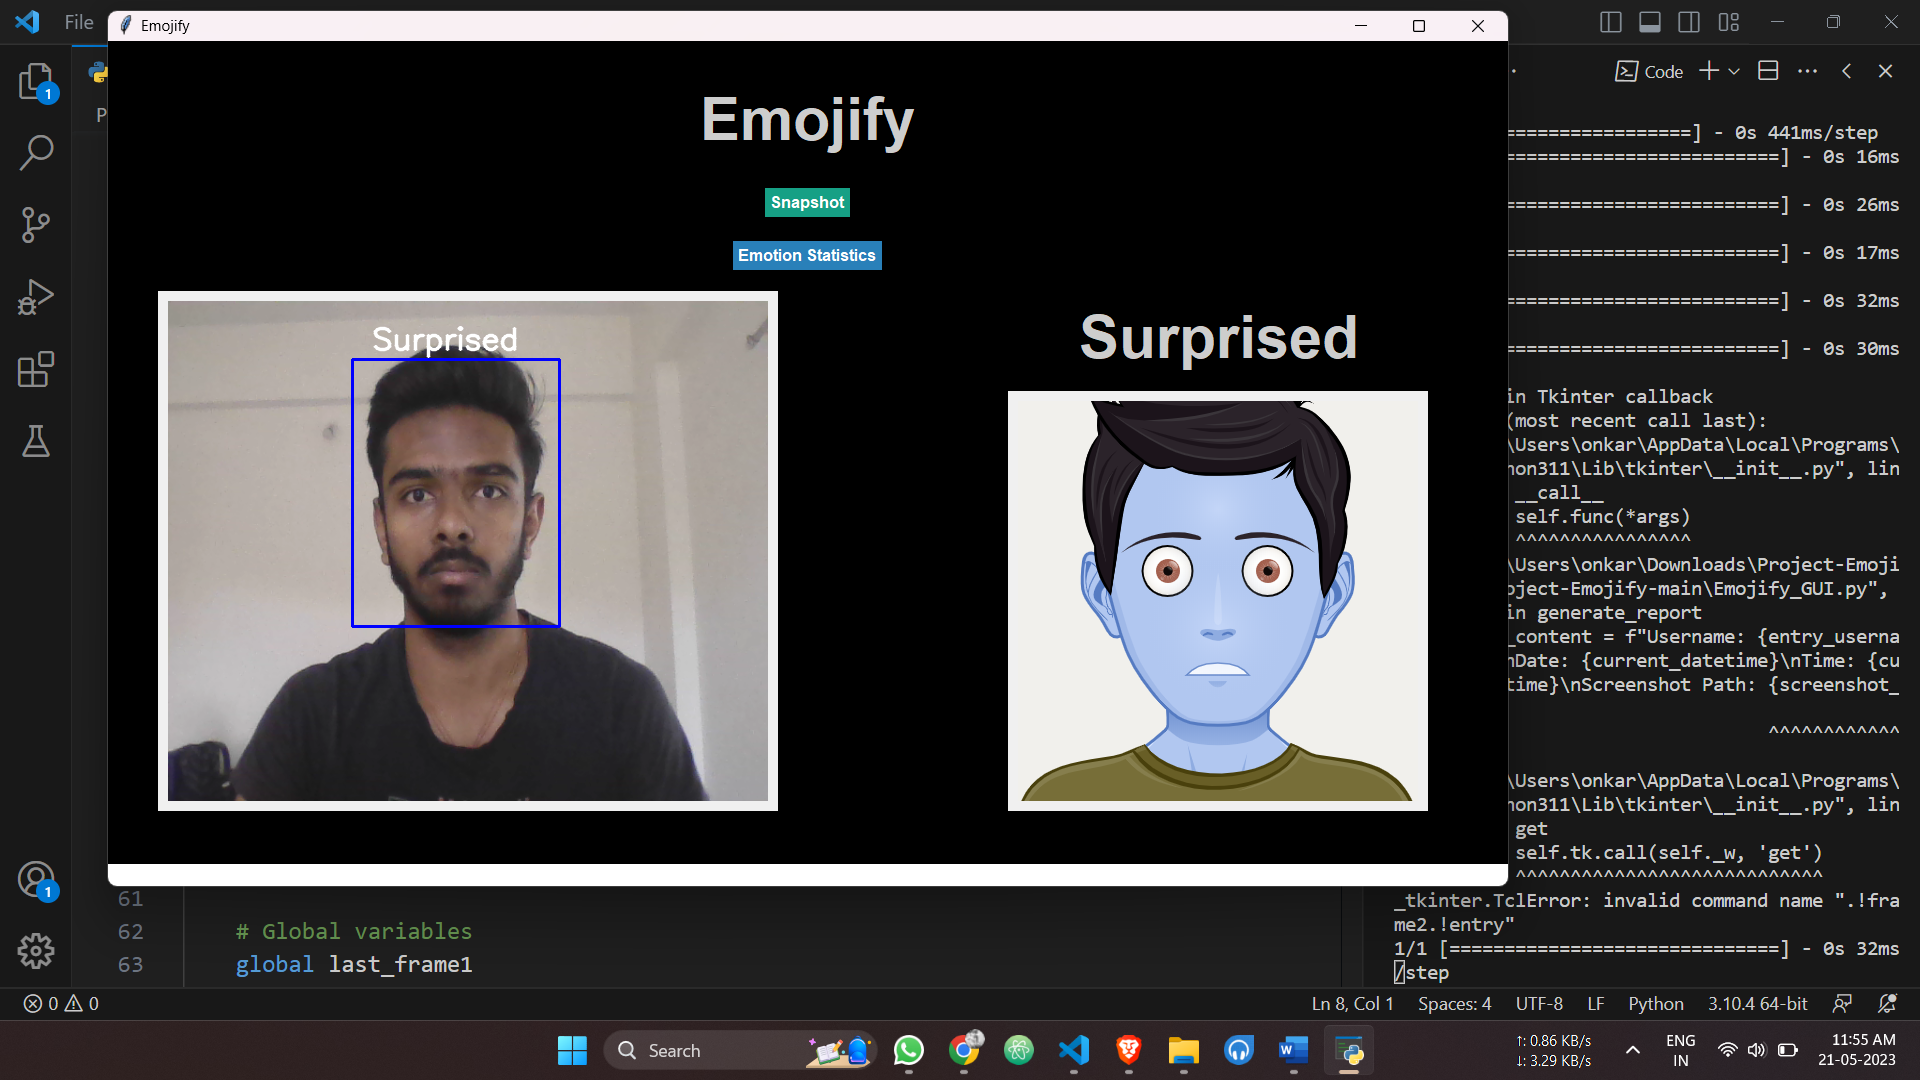 File
Emojify
1
P
Emojify
Snapshot
Emotion Statistics
Surprised
Surprised
Code
=================] - 0s 441ms/step
=========================] - 0s 16ms
=========================] - 0s 26ms
=========================] - 0s 17ms
=========================] - 0s 32ms
=========================] - 0s 30ms
in Tkinter callback
(most recent call last):
\Users\onkar\AppData\Local\Programs\
hon311\Lib\tkinter\__init__.py", lin
__call__
self.func(*args)
^^^^^^^^^^^^^^^^
\Users\onkar\Downloads\Project-Emoji
oject-Emojify-main\Emojify_GUI.py",
in generate_report
_content = f"Username: {entry_userna
nDate: {current_datetime}\nTime: {cu
time}\nScreenshot Path: {screenshot_
^^^^^^^^^^^^
\Users\onkar\AppData\Local\Programs\
hon311\Lib\tkinter\__init__.py", lin
get
self.tk.call(self._w, 'get')
^^^^^^^^^^^^^^^^^^^^^^^^^^^
_tkinter.TclError: invalid command name ".!fra
me2.!entry"
1/1 [==============================] - 0s 32ms
/step
1
61
62 # Global variables
63 global last_frame1
0 0
Ln 8, Col 1 Spaces: 4 UTF-8 LF Python 3.10.4 64-bit
Search
↑: 0.86 KB/s
↓: 3.29 KB/s
ENG
IN
11:55 AM
21-05-2023